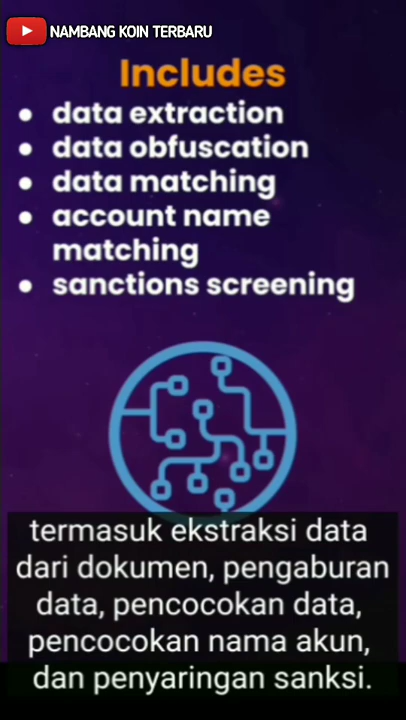 NAMBANG KOIN TERBARU
Includes
• data extraction
• data obfuscation
• data matching
• account name
matching
• sanctions screening
termasuk ekstraksi data
dari dokumen, pengaburan
data, pencocokan data,
pencocokan nama akun,
dan penyaringan sanksi.